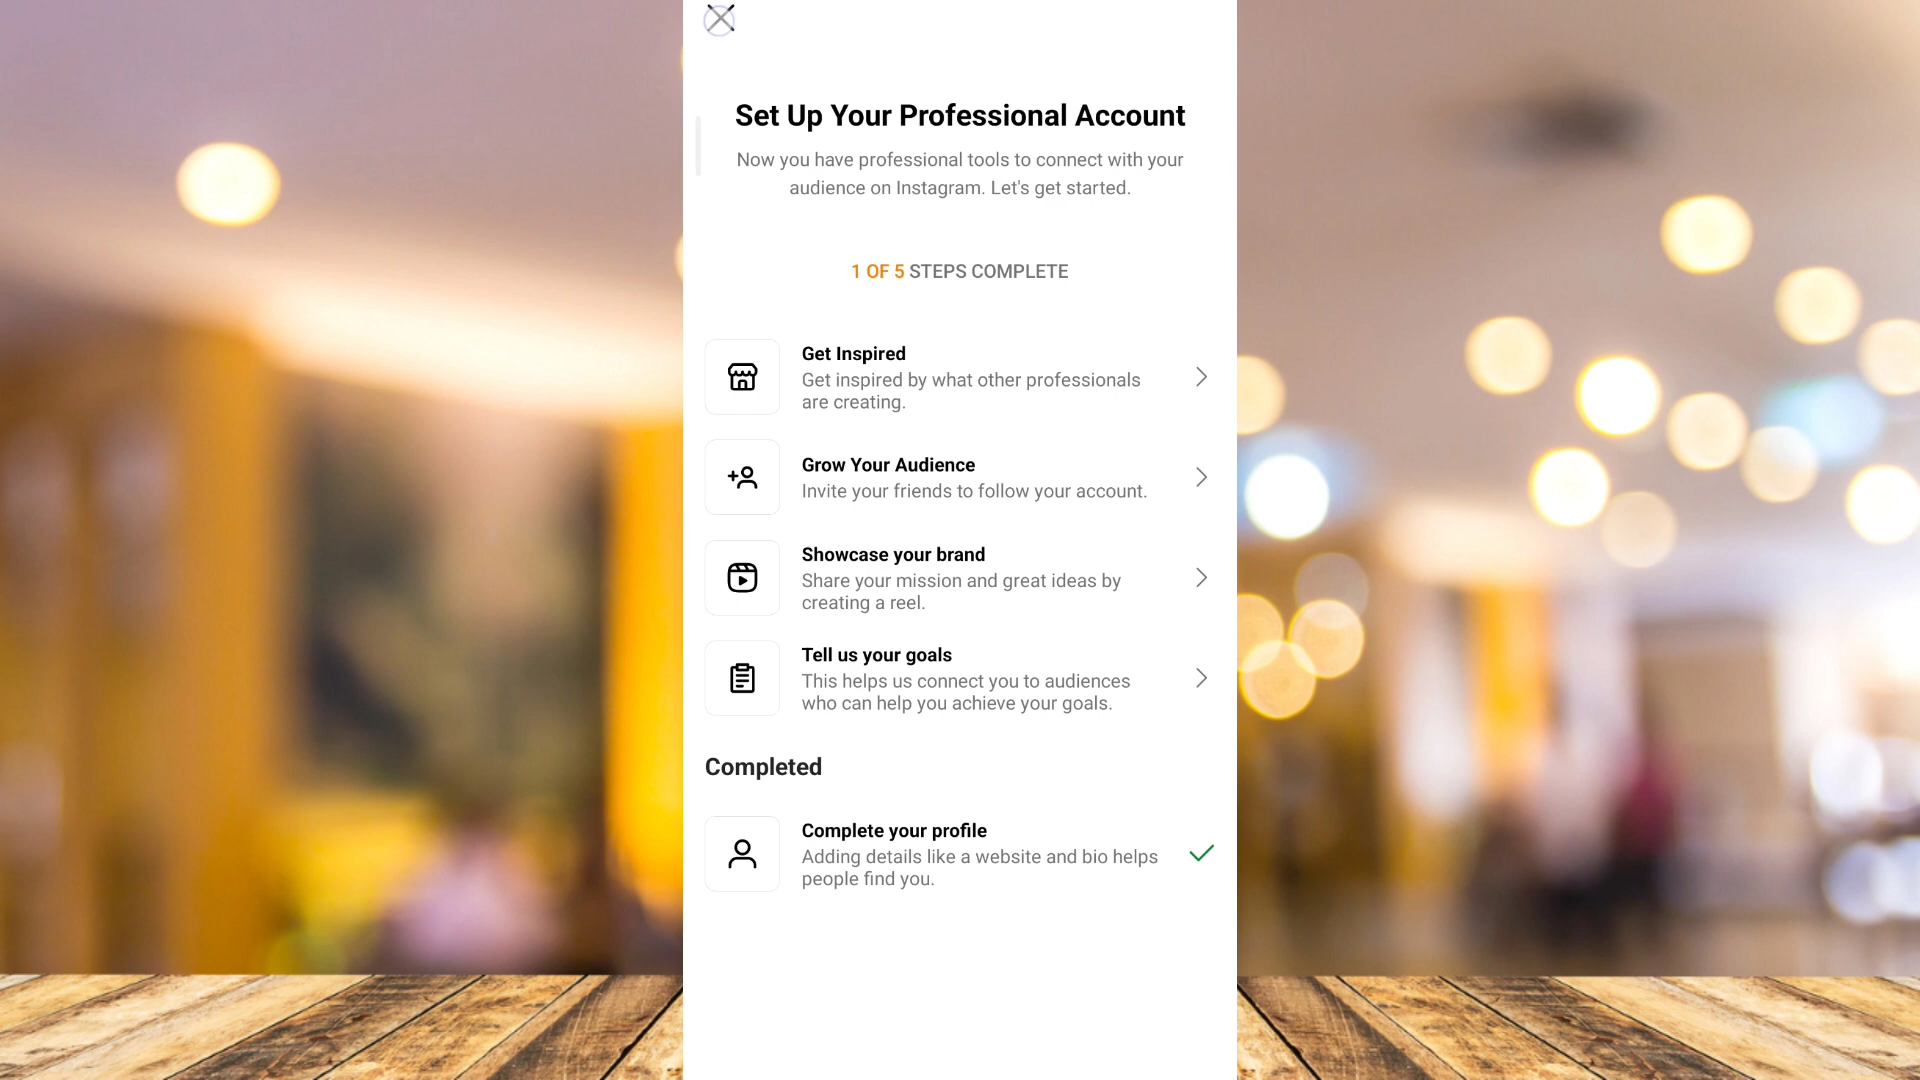 Set Up Your Professional Account
Now you have professional tools to connect with your
audience on Instagram. Let's get started.
1 OF 5 STEPS COMPLETE
Get Inspired
Get inspired by what other professionals
are creating.
Grow Your Audience
Invite your friends to follow your account.
Showcase your brand
Share your mission and great ideas by
creating a reel.
Tell us your goals
This helps us connect you to audiences
who can help you achieve your goals.
Completed
Complete your profile
Adding details like a website and bio helps
people find you.